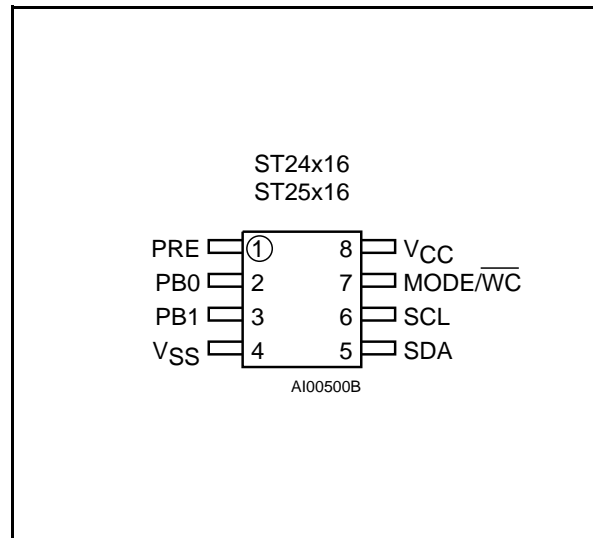 ST24x16
ST25x16
PRE 1 8 VCC
PB0 2 7 MODE/W̅C̅
PB1 3 6 SCL
VSS 4 5 SDA
AI00500B